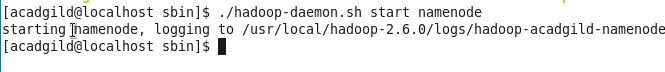 [acadgild@localhost sbin]$ ./hadoop-daemon.sh start namenode
starting namenode, logging to /usr/local/hadoop-2.6.0/logs/hadoop-acadgild-namenode
[acadgild@localhost sbin]$